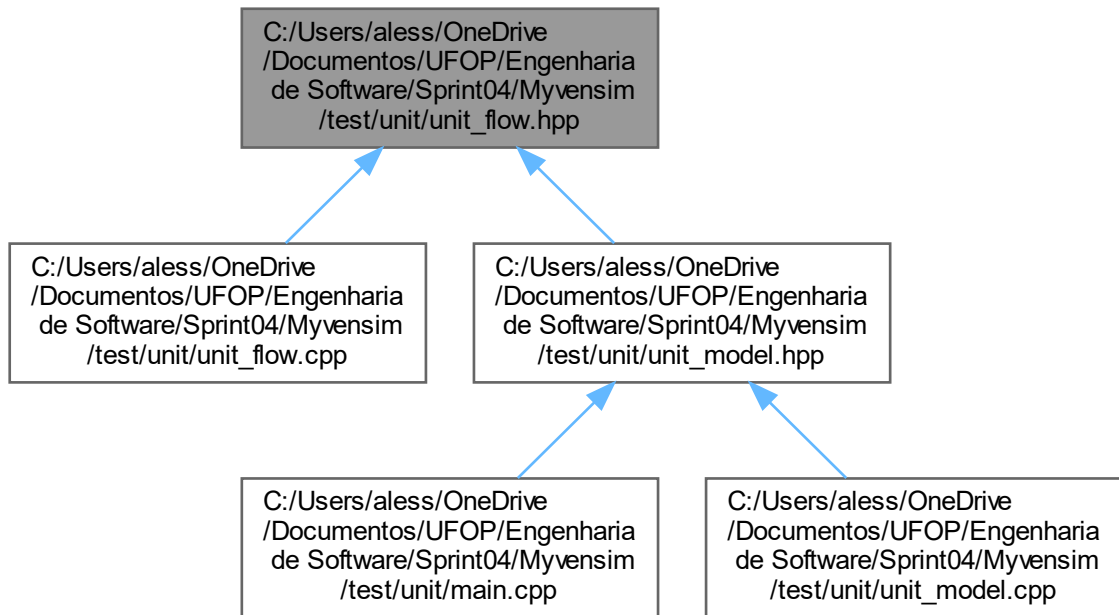 C:/Users/aless/OneDrive
/Documentos/UFOP/Engenharia
de Software/Sprint04/Myvensim
/test/unit/unit_flow.hpp
C:/Users/aless/OneDrive
/Documentos/UFOP/Engenharia
de Software/Sprint04/Myvensim
/test/unit/unit_flow.cpp
C:/Users/aless/OneDrive
/Documentos/UFOP/Engenharia
de Software/Sprint04/Myvensim
/test/unit/unit_model.hpp
C:/Users/aless/OneDrive
/Documentos/UFOP/Engenharia
de Software/Sprint04/Myvensim
/test/unit/main.cpp
C:/Users/aless/OneDrive
/Documentos/UFOP/Engenharia
de Software/Sprint04/Myvensim
/test/unit/unit_model.cpp